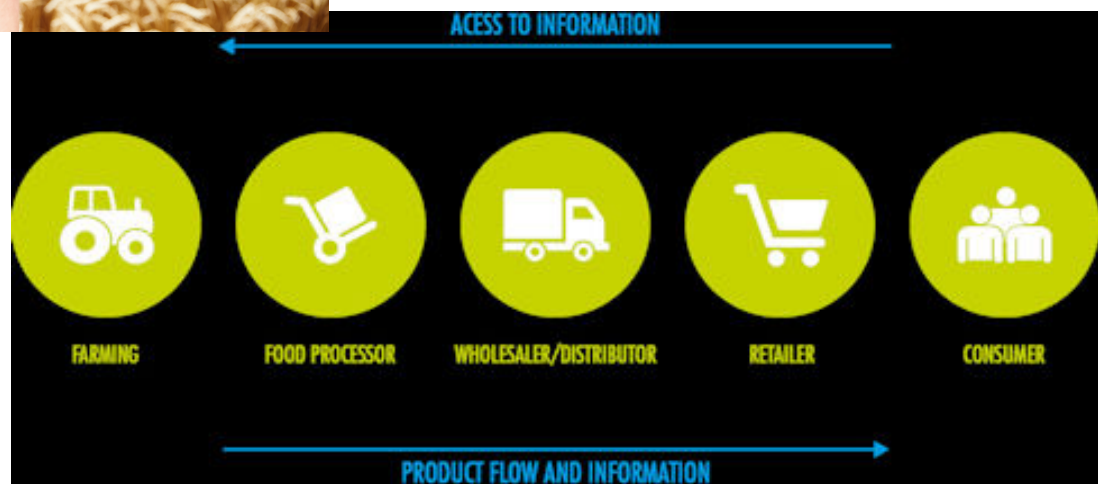 ACESS TO INFORMATION
FARMING
FOOD PROCESSOR
WHOLESALER/DISTRIBUTOR
RETAILER
CONSUMER
PRODUCT FLOW AND INFORMATION